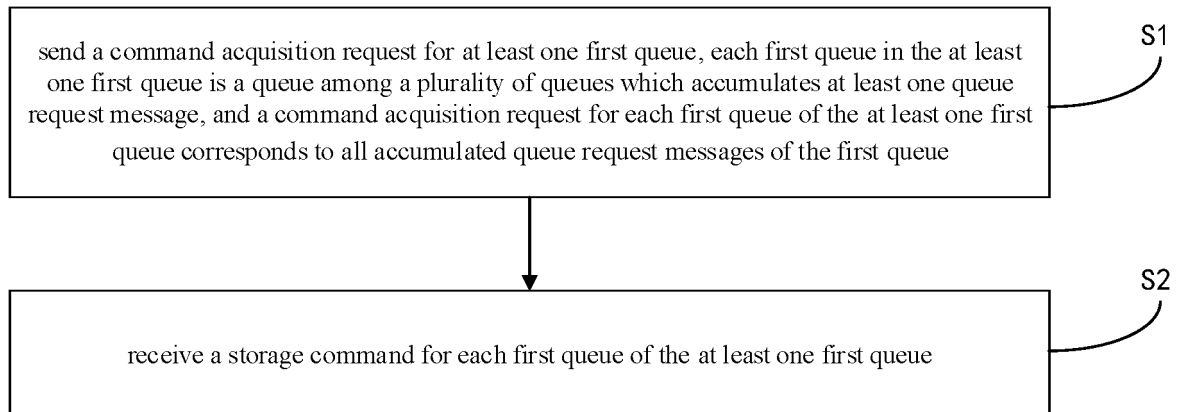 send a command acquisition request for at least one first queue, each first queue in the at least
one first queue is a queue among a plurality of queues which accumulates at least one queue
request message, and a command acquisition request for each first queue of the at least one first
queue corresponds to all accumulated queue request messages of the first queue
S1
receive a storage command for each first queue of the at least one first queue
S2